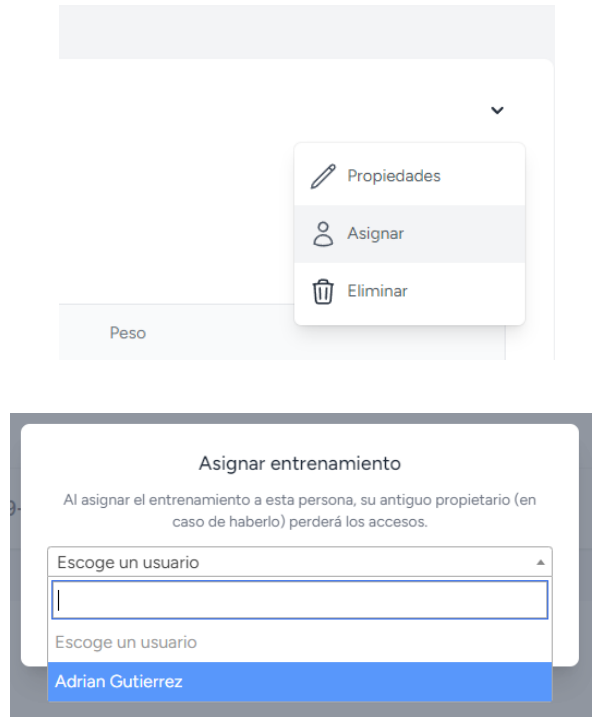 Propiedades
Asignar
Eliminar
Peso
Asignar entrenamiento
Al asignar el entrenamiento a esta persona, su antiguo propietario (en
caso de haberlo) perderá los accesos.
Escoge un usuario
Escoge un usuario
Adrian Gutierrez